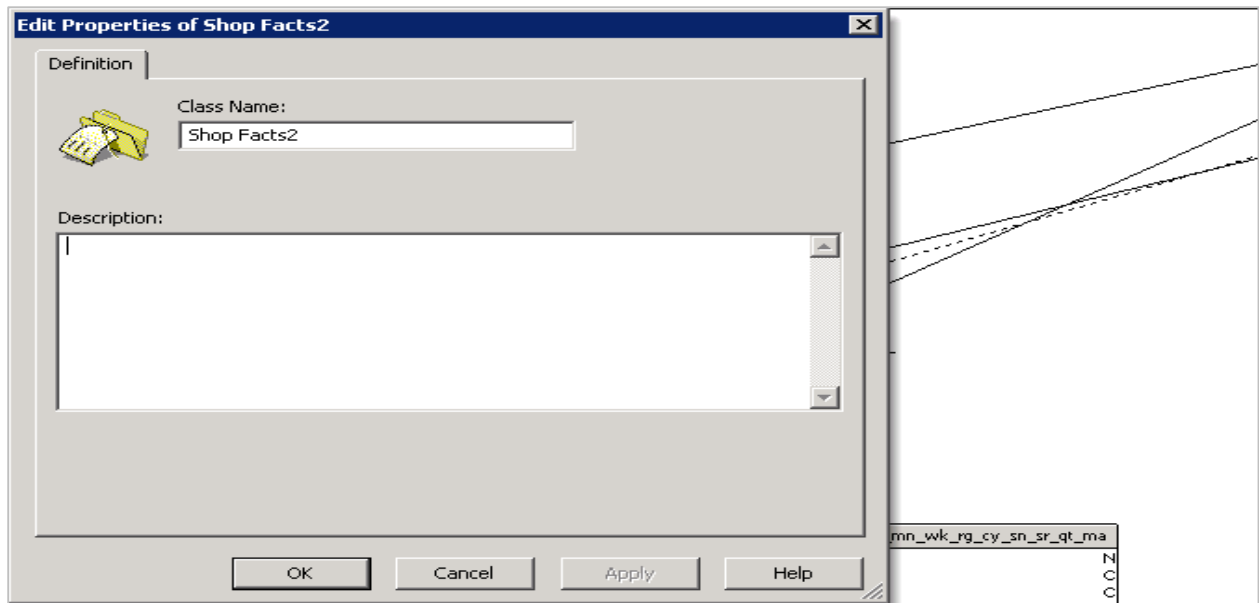 Edit Properties of Shop Facts2
Definition
Class Name:
Shop Facts2
Description:
OK Cancel Apply Help
mn_wk_rg_cy_sn_sr_qt_ma
N
C
C